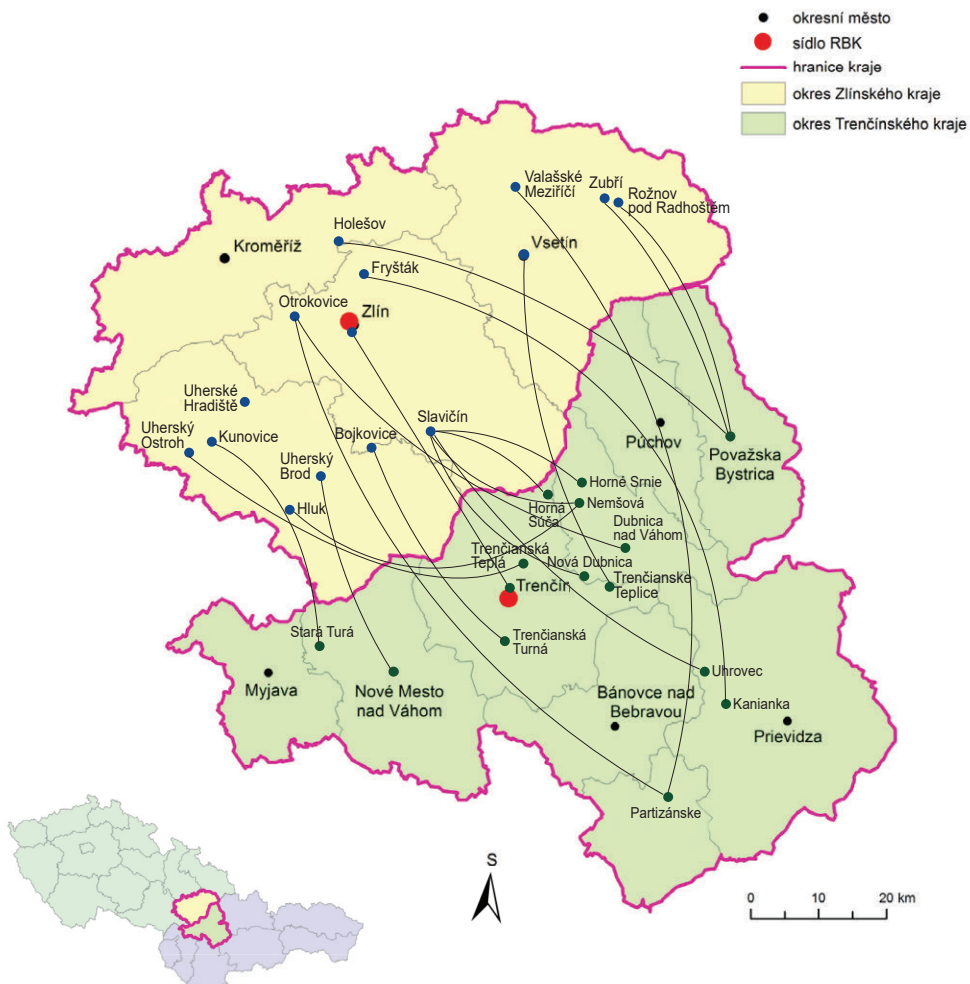 okresní město
sídlo RBK
hranice kraje
okres Zlínského kraje
okres Trenčínského kraje
Valašské
Meziříčí
Zubří
Rožnov
pod Radhoštěm
Holešov
Kroměříž
Vsetín
Fryšták
Otrokovice
Zlín
Uherské
Hradiště
Slavičín
Uherský
Ostroh
Kunovice
Bojkovice
Púchov
Považska
Bystrica
Uherský
Brod
Horné Srnie
Hluk
Horná
Súča
Nemšová
Dubnica
nad Váhom
Trenčianská
Teplá
Nová Dubnica
Trenčín
Trenčianske
Teplice
Stará Turá
Trenčianská
Turná
Uhrovec
Myjava
Nové Mesto
nad Váhom
Bánovce nad
Bebravou
Kanianka
Prievidza
Partizánske
S
0 10 20 km